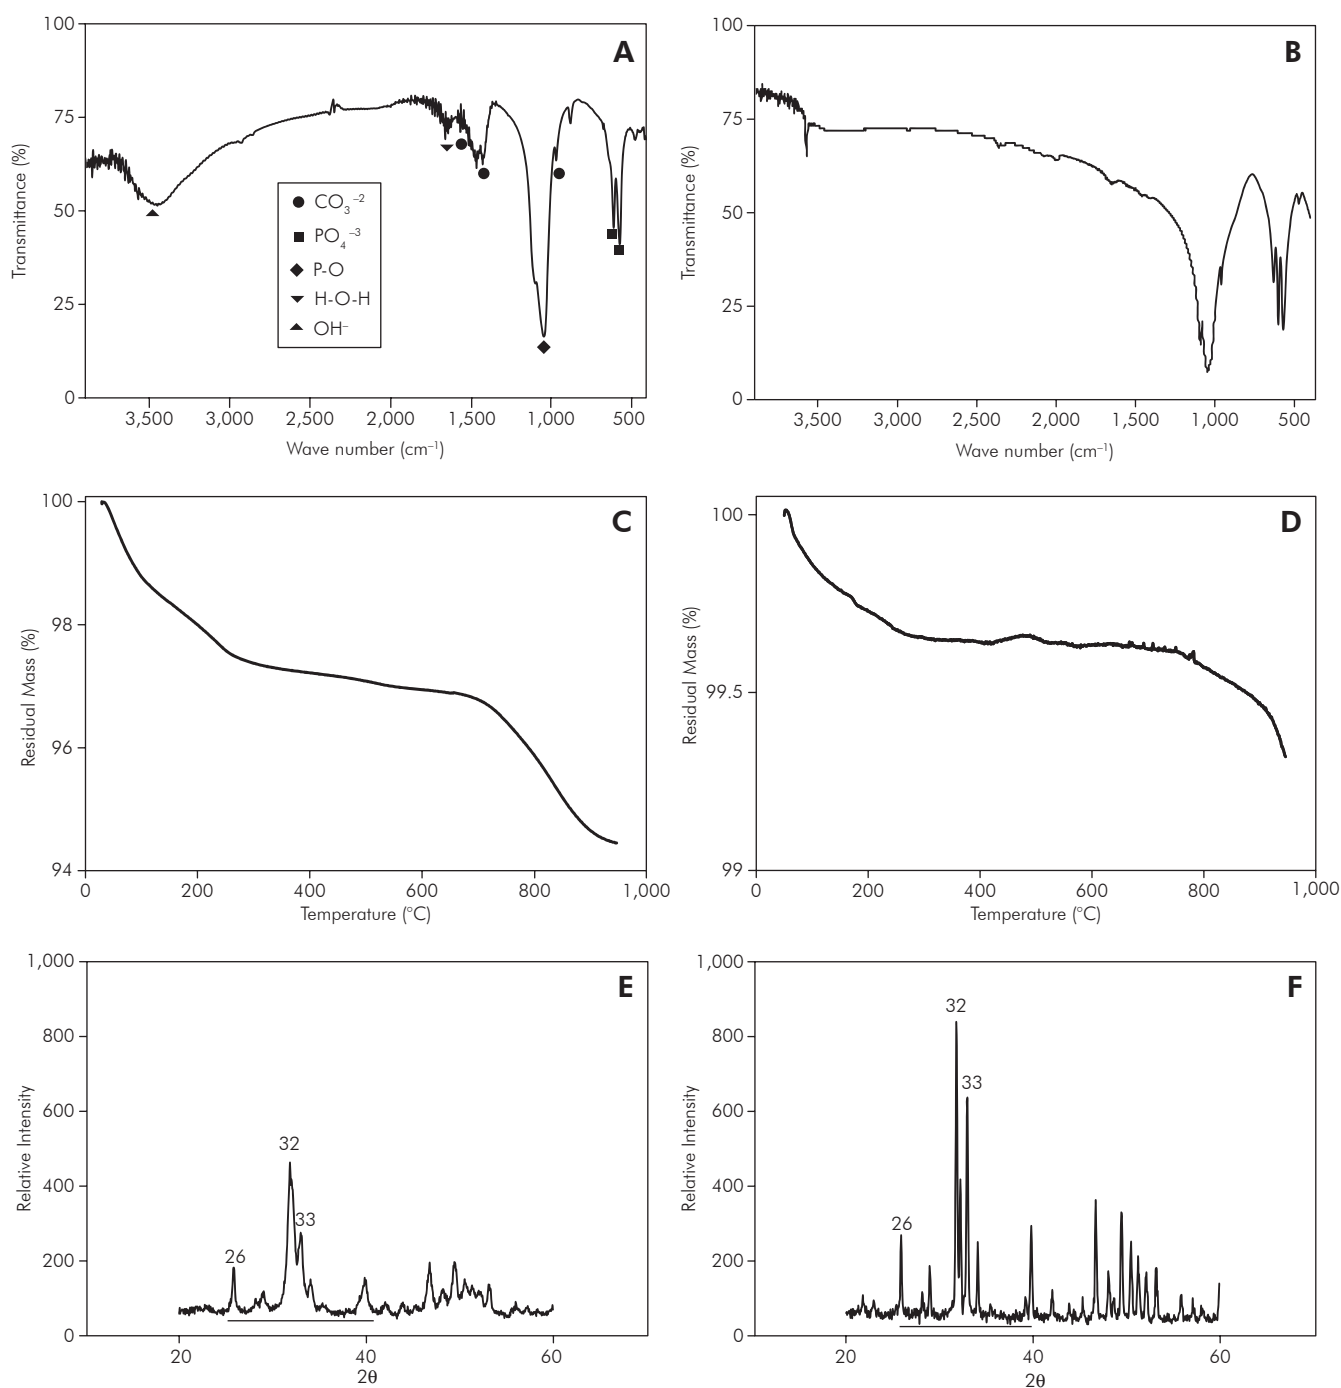 A
100
75
50
25
0
Transmittance (%)
3,500 3,000 2,500 2,000 1,500 1,000 500
Wave number (cm⁻¹)
CO₃⁻²
PO₄⁻³
P-O
H-O-H
OH⁻
B
100
75
50
25
0
Transmittance (%)
3,500 3,000 2,500 2,000 1,500 1,000 500
Wave number (cm⁻¹)
C
100
98
96
94
Residual Mass (%)
0 200 400 600 800 1,000
Temperature (°C)
D
100
99.5
99
Residual Mass (%)
0 200 400 600 800 1,000
Temperature (°C)
E
1,000
800
600
400
200
0
Relative Intensity
26
32
33
20 40 60
2θ
F
1,000
800
600
400
200
0
Relative Intensity
26
32
33
20 40 60
2θ